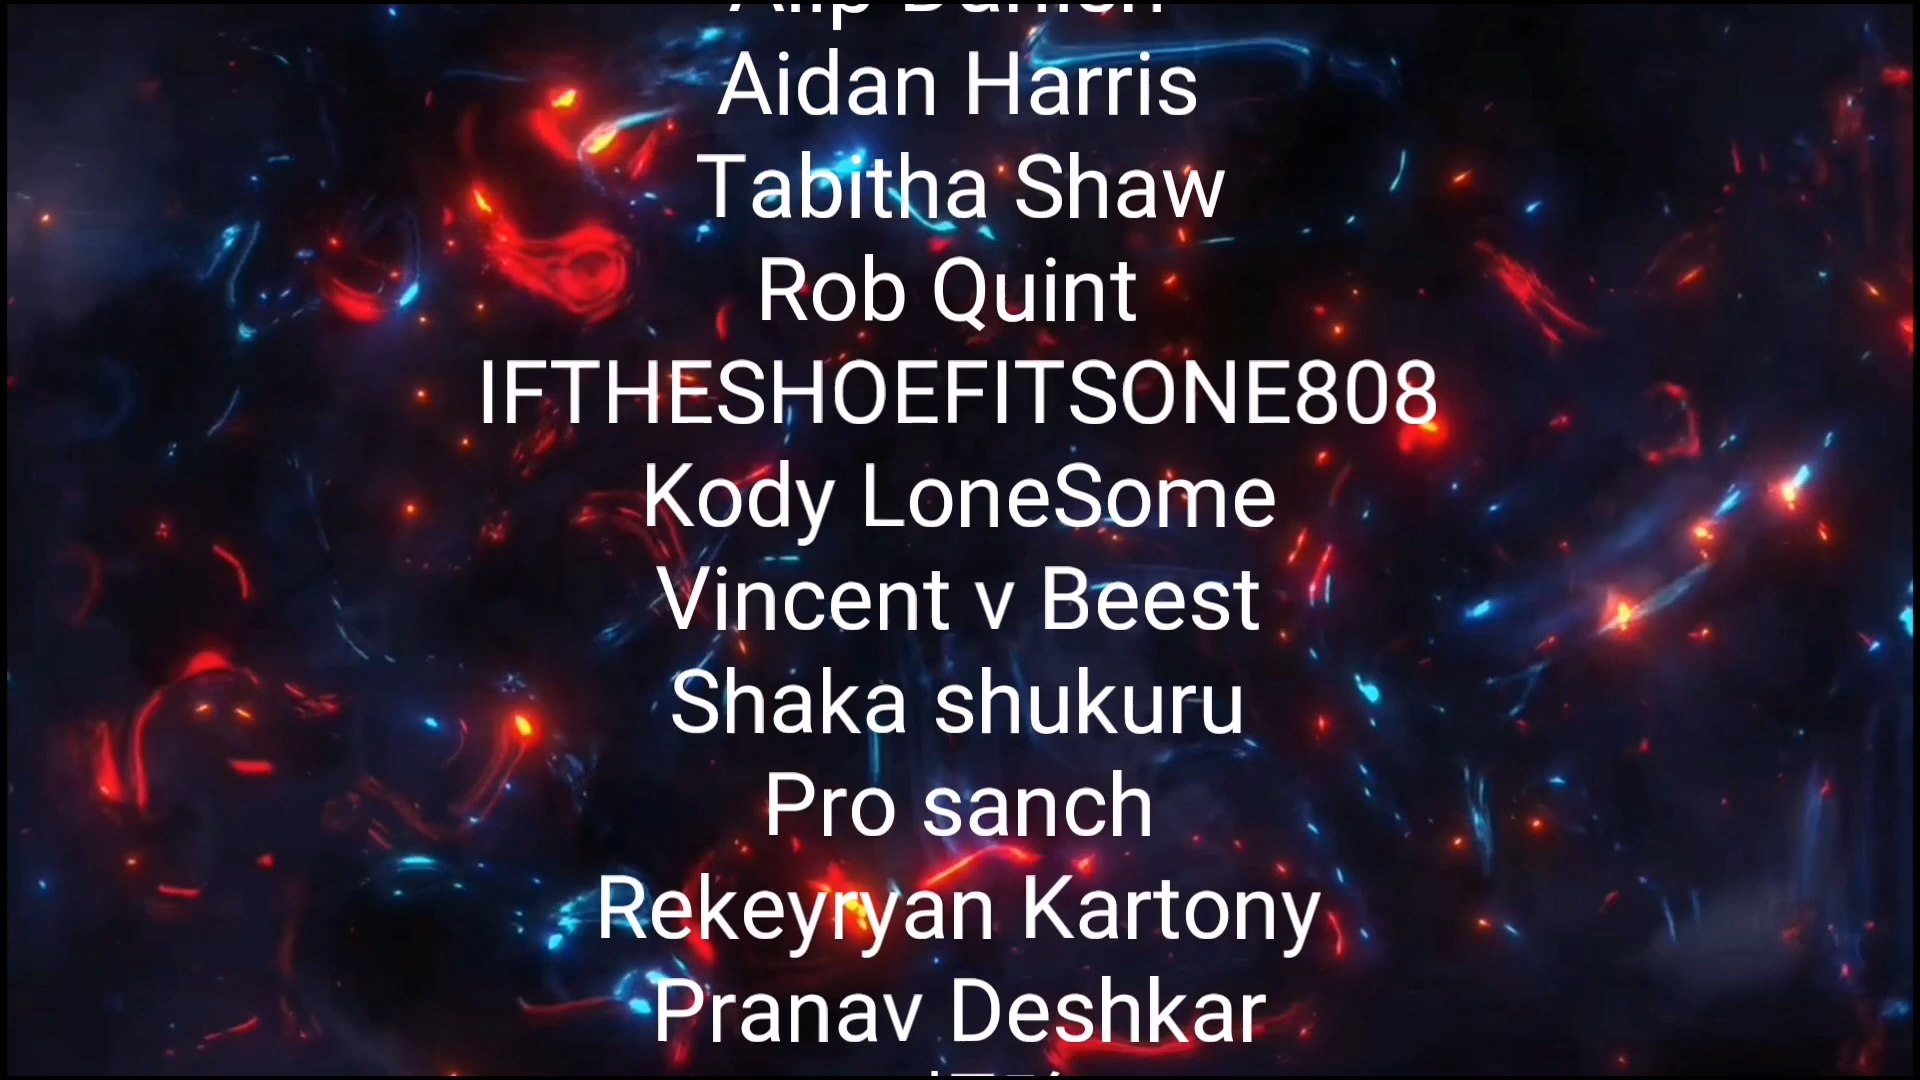 Aidan Harris
Tabitha Shaw
Rob Quint
IFTHESHOEFITSONE808
Kody LoneSome
Vincent v Beest
Shaka shukuru
Pro sanch
Rekeyryan Kartony
Pranav Deshkar